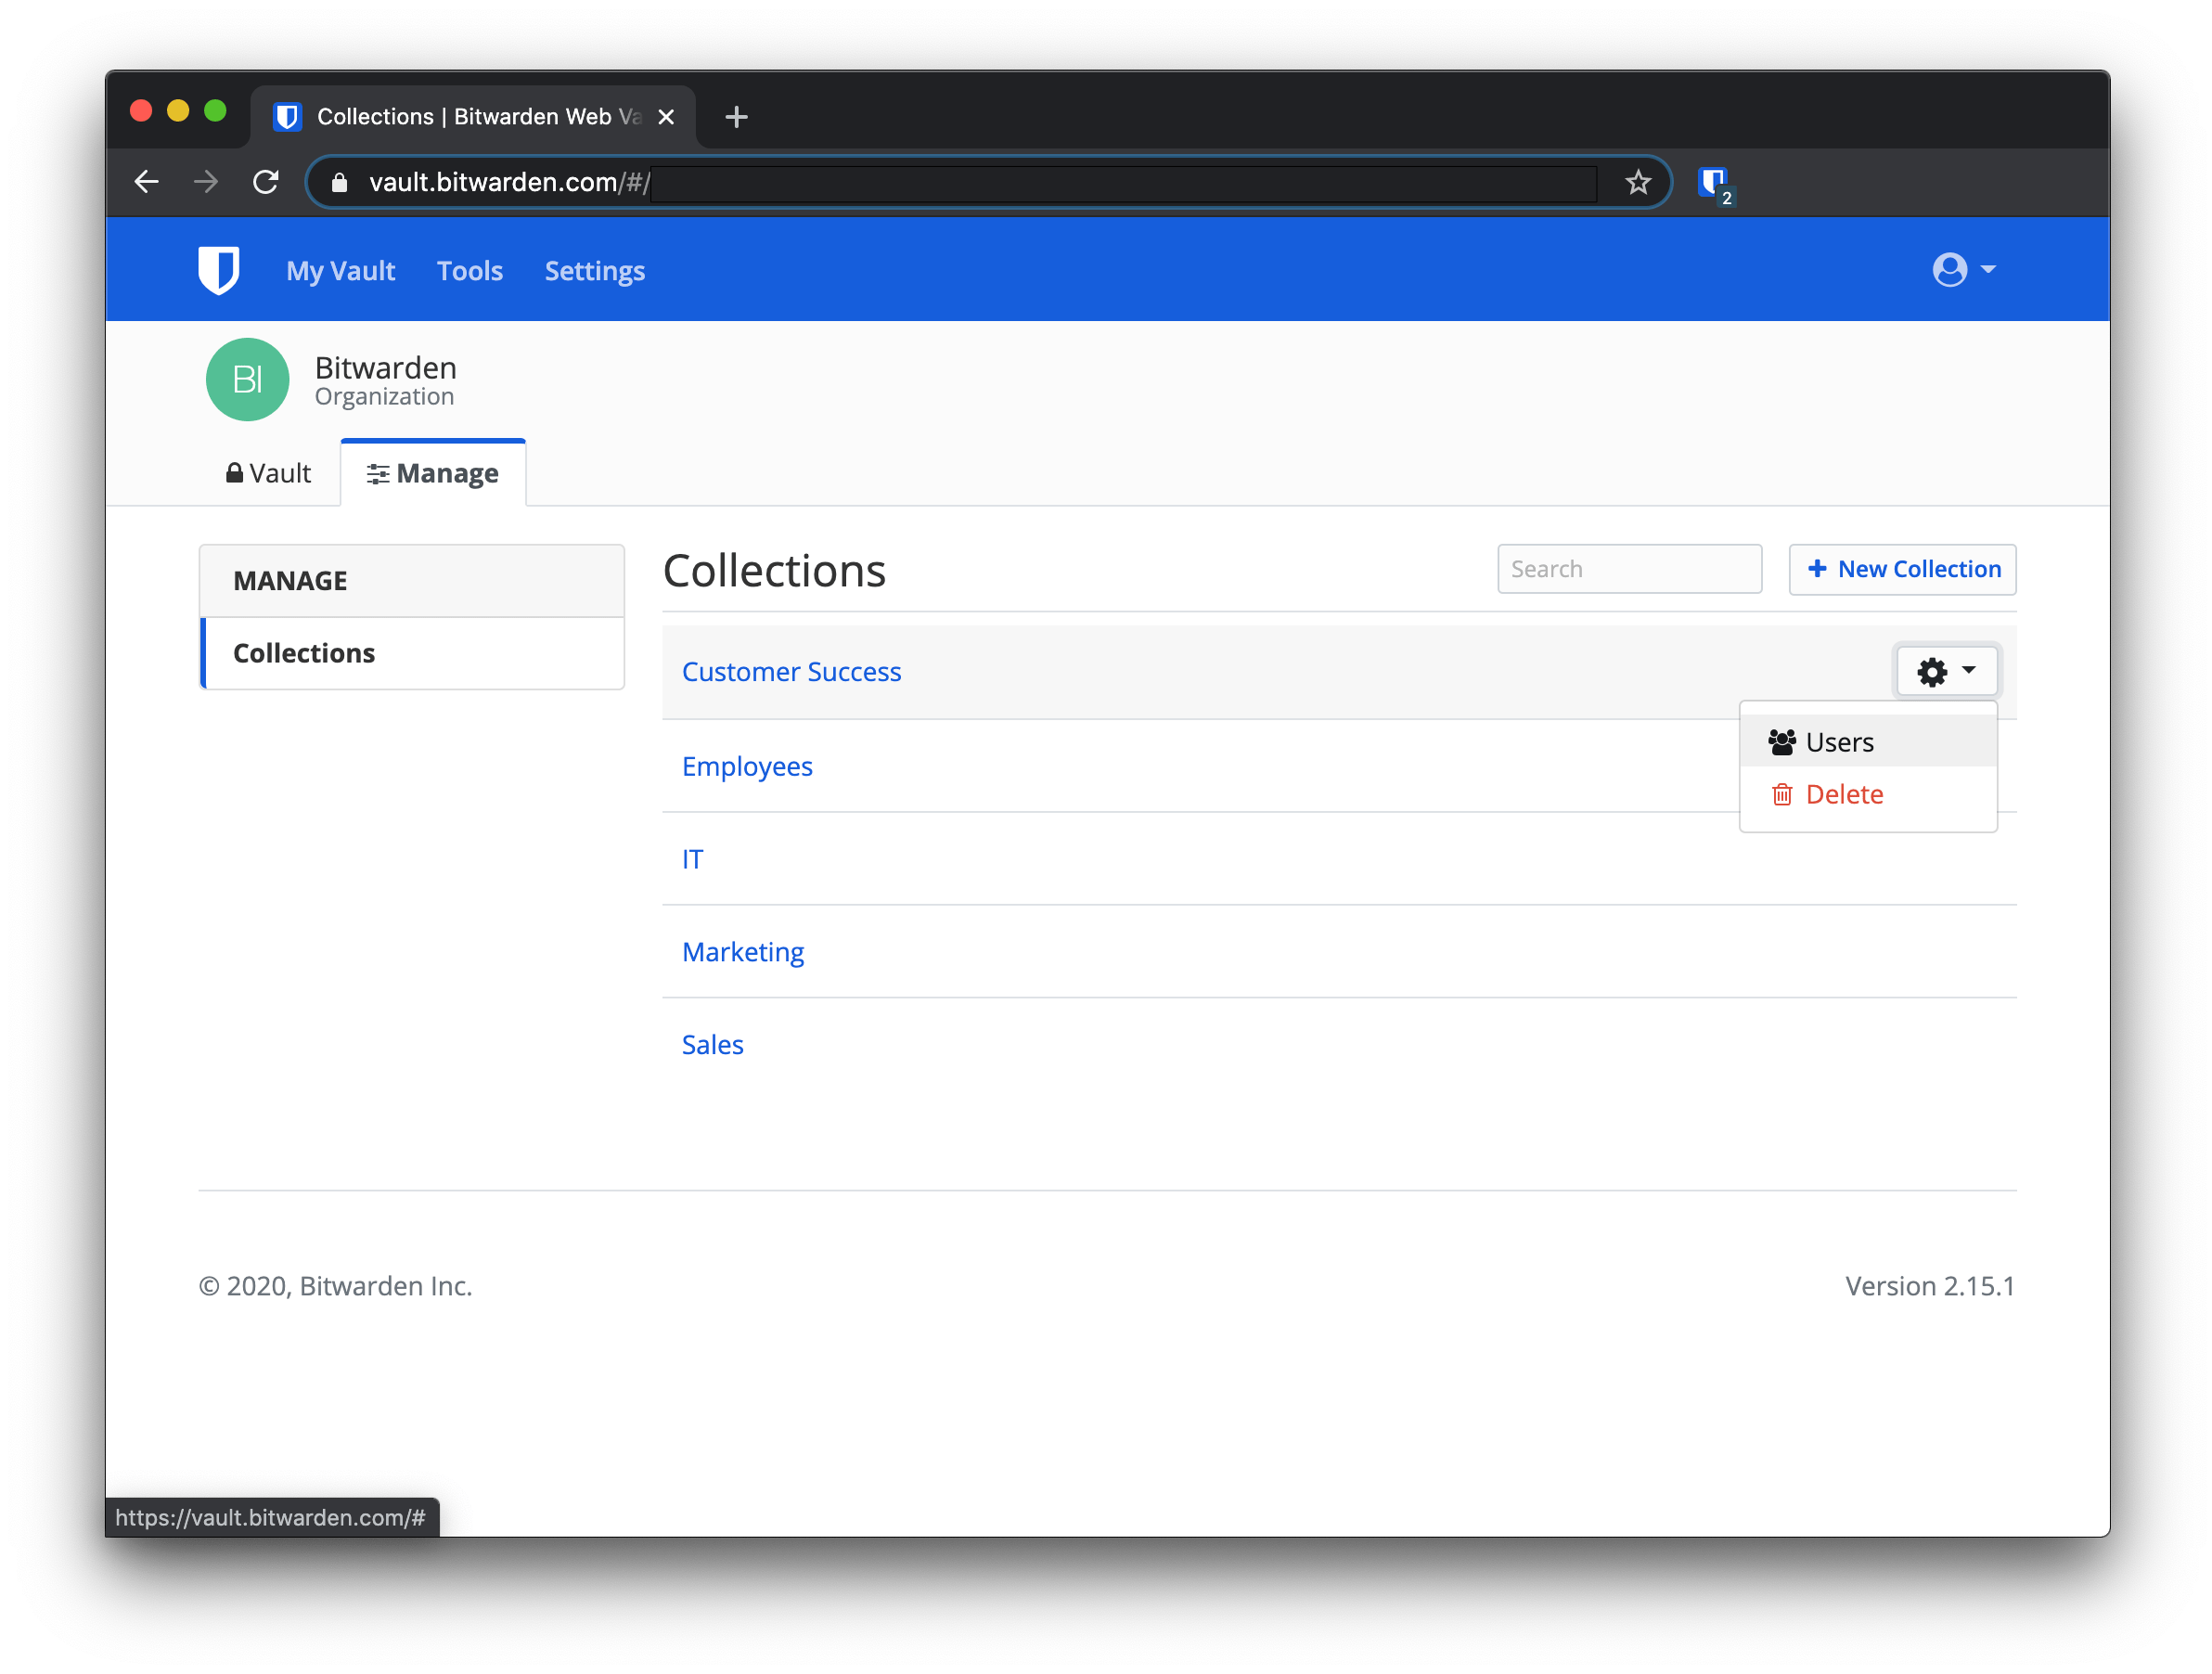 Collections | Bitwarden Web Va
vault.bitwarden.com/#/
2
My Vault Tools Settings
BI
Bitwarden
Organization
Vault
Manage
MANAGE
Collections
Collections
Search
New Collection
Customer Success
Users
Delete
Employees
IT
Marketing
Sales
© 2020, Bitwarden Inc.
Version 2.15.1
https://vault.bitwarden.com/#